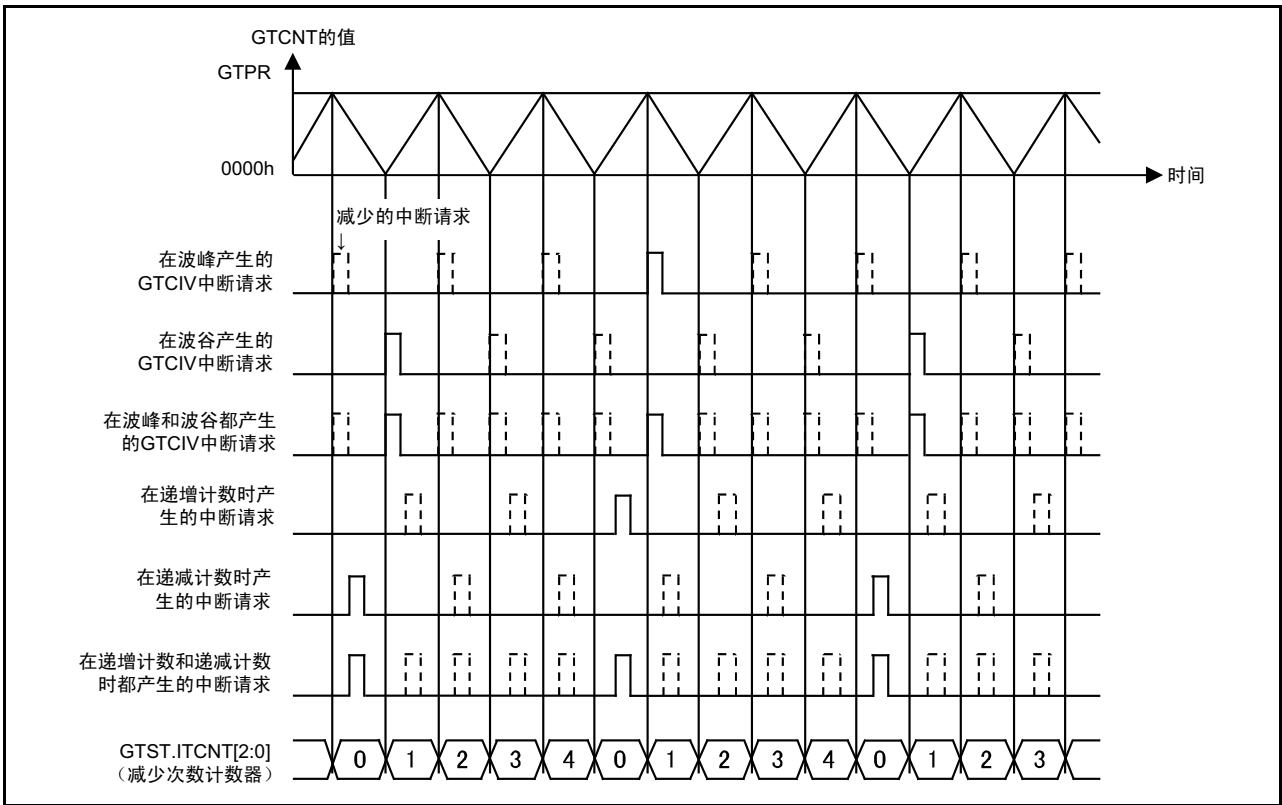 GTCNT的值
GTPR
0000h
时间
减少的中断请求
↓
在波峰产生的
GTCIV中断请求
在波谷产生的
GTCIV中断请求
在波峰和波谷都产生
的GTCIV中断请求
在递增计数时产
生的中断请求
在递减计数时产
生的中断请求
在递增计数和递减计数
时都产生的中断请求
GTST.ITCNT[2:0]
（减少次数计数器）
0 1 2 3 4 0 1 2 3 4 0 1 2 3